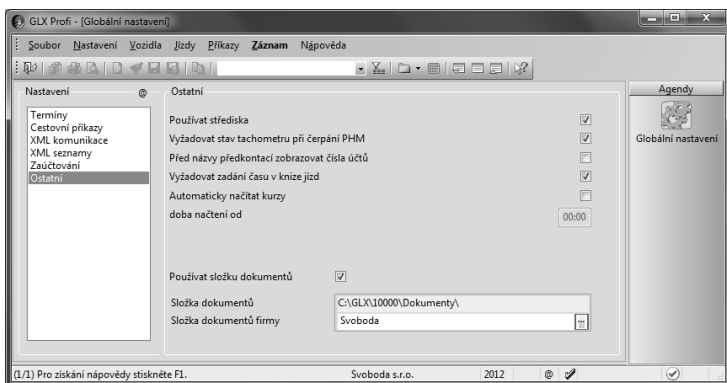 GLX Profi - [Globální nastavení]
Soubor Nastavení Vozidla Jízdy Příkazy Záznam Nápověda
Nastavení @
Termíny
Cestovní příkazy
XML komunikace
XML seznamy
Zaúčtování
Ostatní
Ostatní
Používat střediska
Vyžadovat stav tachometru při čerpání PHM
Před názvy předkontací zobrazovat čísla účtů
Vyžadovat zadání času v knize jízd
Automaticky načítat kurzy
doba načtení od 00:00
Používat složku dokumentů
Složka dokumentů C:\GLX\10000\Dokumenty\
Složka dokumentů firmy Svoboda ...
Agendy
Globální nastavení
(1/1) Pro získání nápovědy stiskněte F1. Svoboda s.r.o. 2012 @